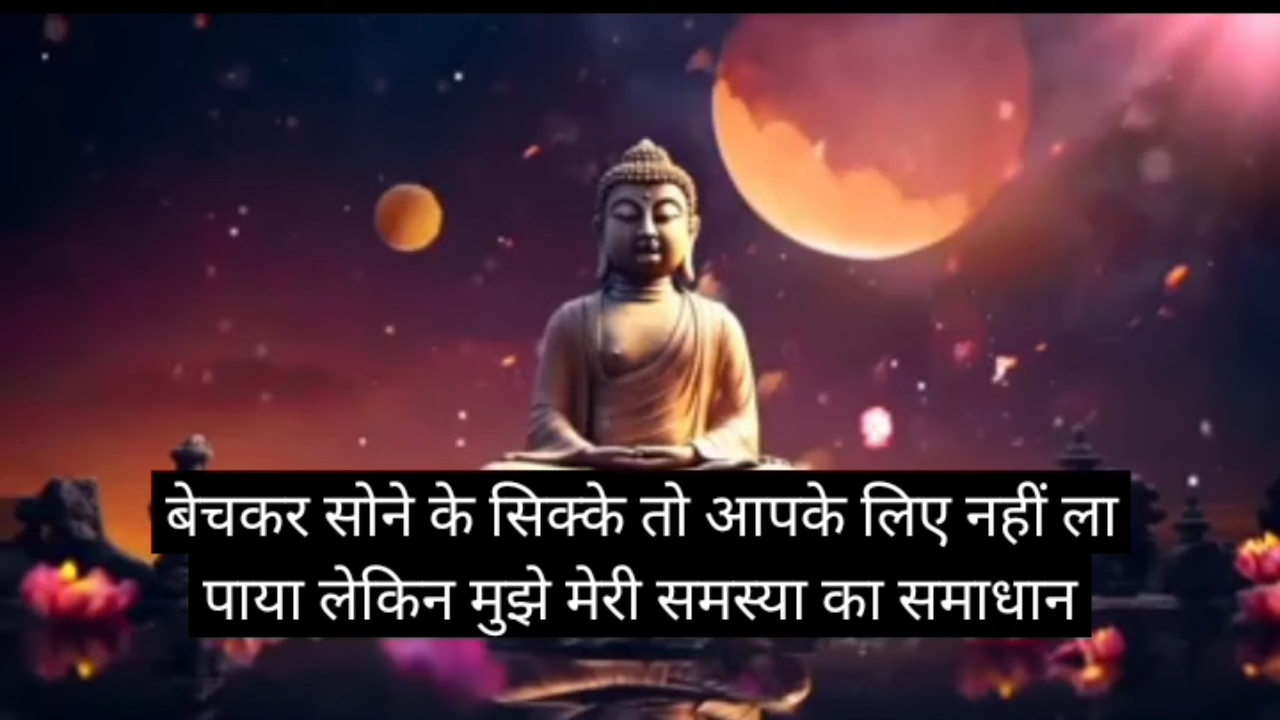 बेचकर सोने के सिक्के तो आपके लिए नहीं ला
पाया लेकिन मुझे मेरी समस्या का समाधान